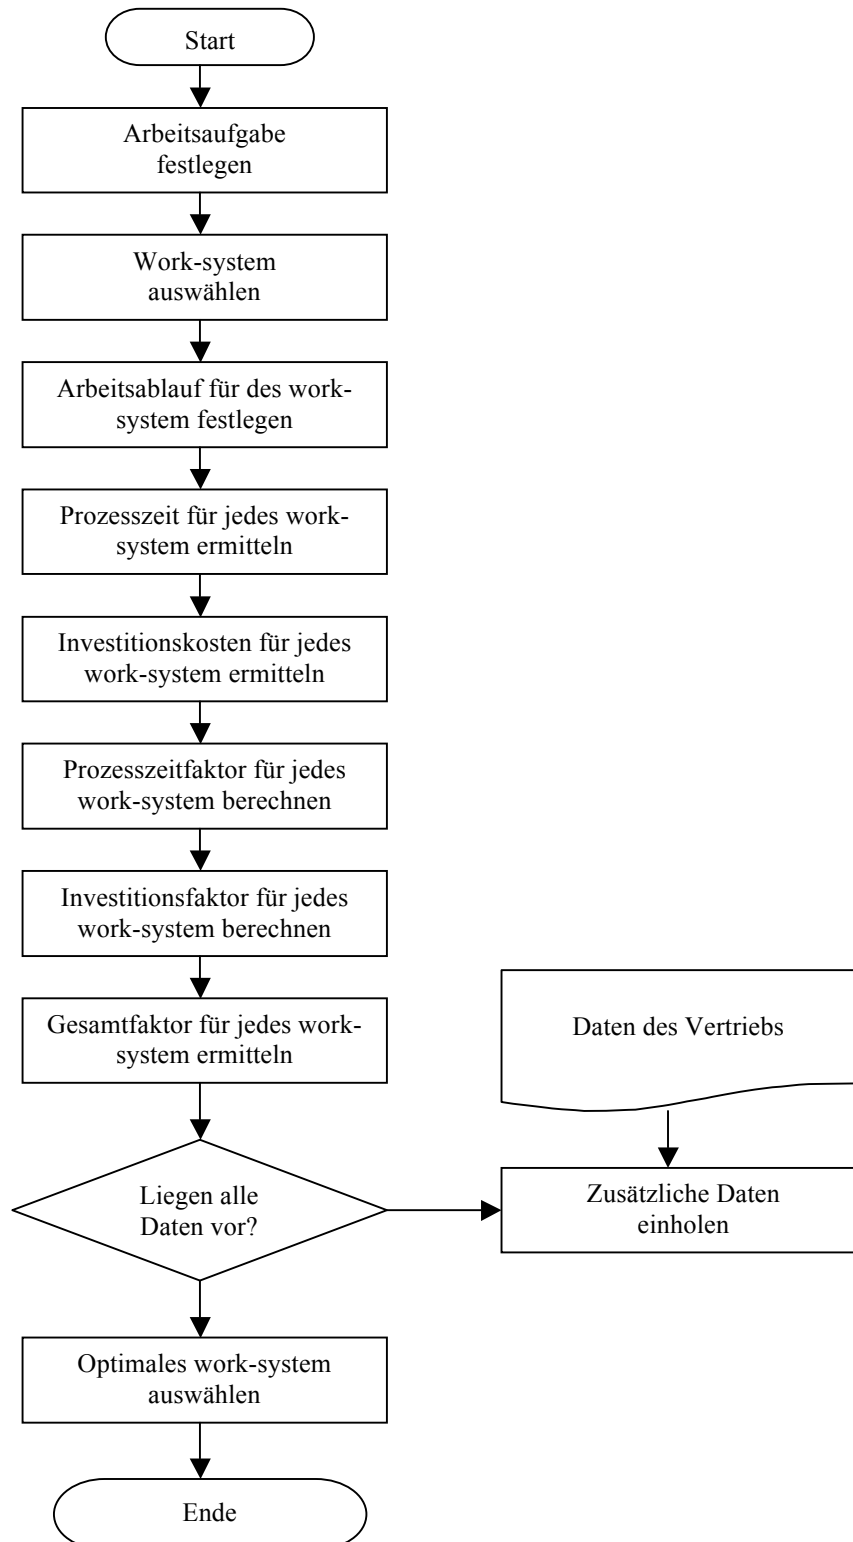 Start
Arbeitsaufgabe
festlegen
Work-system
auswählen
Arbeitsablauf für des work-
system festlegen
Prozesszeit für jedes work-
system ermitteln
Investitionskosten für jedes
work-system ermitteln
Prozesszeitfaktor für jedes
work-system berechnen
Investitionsfaktor für jedes
work-system berechnen
Gesamtfaktor für jedes work-
system ermitteln
Daten des Vertriebs
Liegen alle
Daten vor?
Zusätzliche Daten
einholen
Optimales work-system
auswählen
Ende